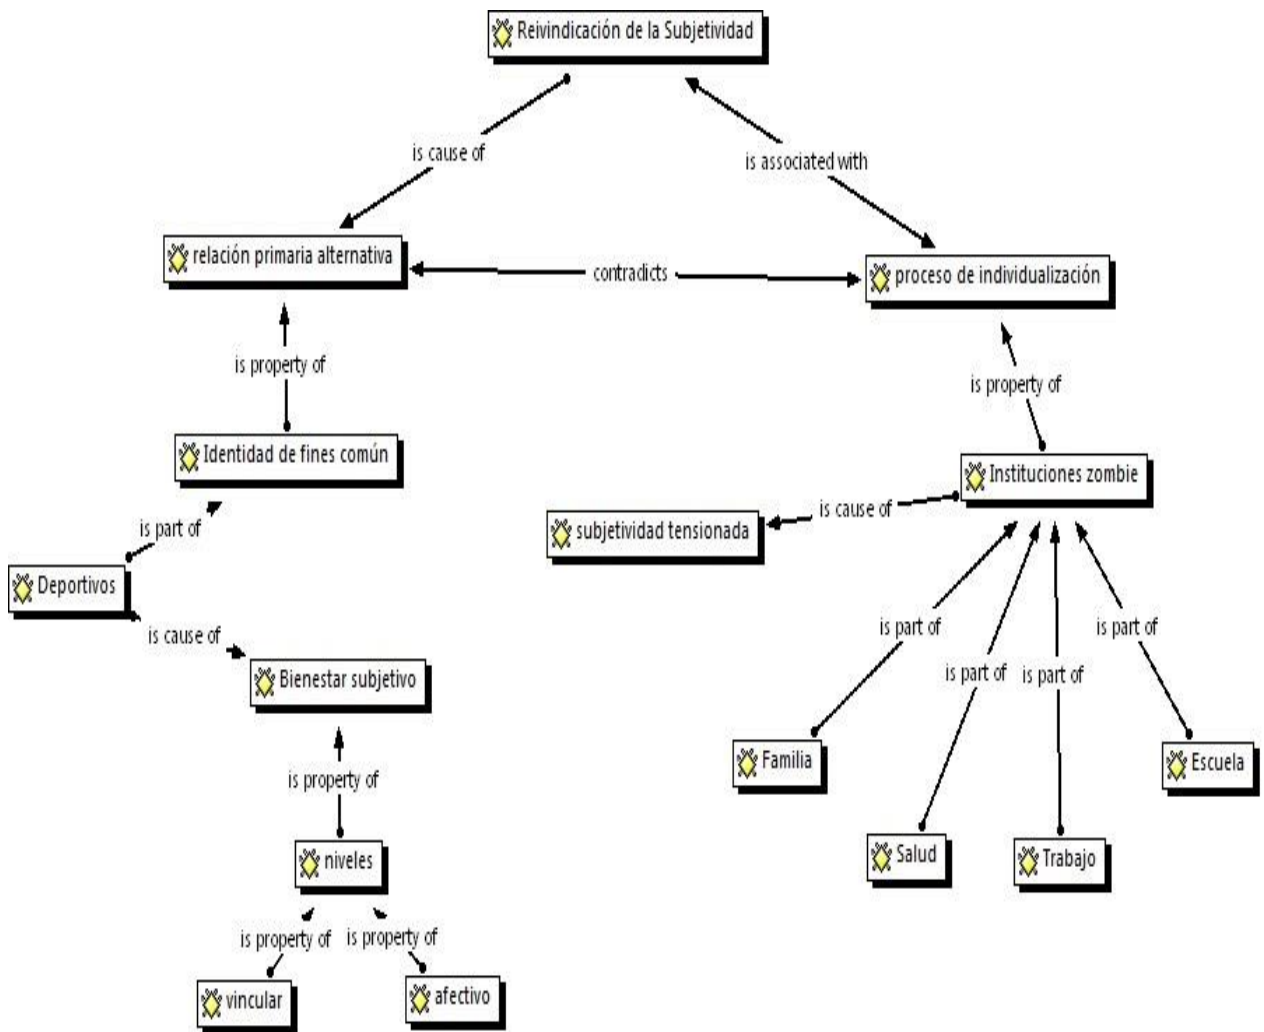 Reivindicación de la Subjetividad
is cause of
is associated with
relación primaria alternativa
contradicts
proceso de individualización
is property of
is property of
Identidad de fines común
Instituciones zombie
is part of
is cause of
subjetividad tensionada
Deportivos
is cause of
is part of
is part of
Bienestar subjetivo
is part of
is part of
Familia
Escuela
is property of
niveles
Salud
Trabajo
is property of
is property of
vincular
afectivo